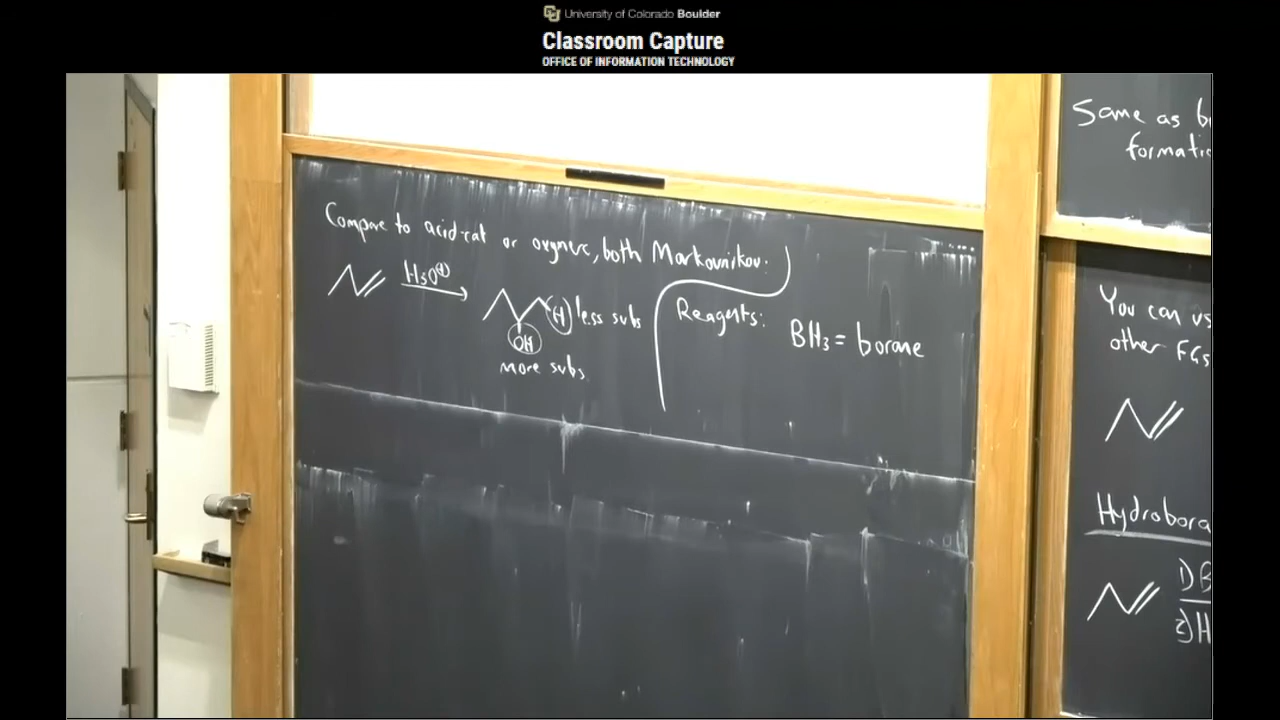 University of Colorado Boulder
Classroom Capture
OFFICE OF INFORMATION TECHNOLOGY
Compare to acid-cat or oxymerc, both Markovnikov:
H3O⊕
H less subs
OH
more subs
Reagents:
BH3 = borane
Same as b
formatio
You can us
other FGs
Hydrobora
1) B
2) H